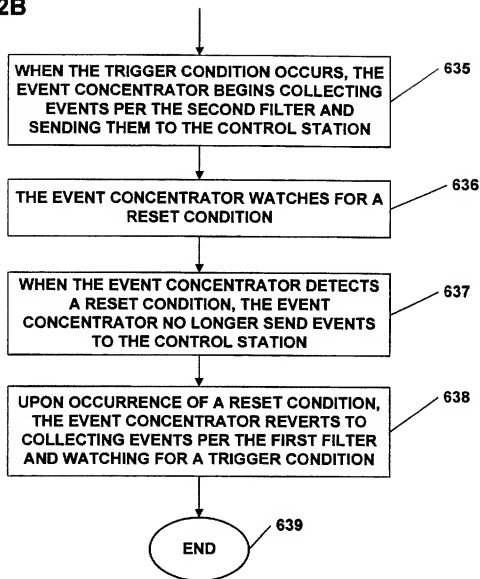 2B
WHEN THE TRIGGER CONDITION OCCURS, THE
EVENT CONCENTRATOR BEGINS COLLECTING
EVENTS PER THE SECOND FILTER AND
SENDING THEM TO THE CONTROL STATION
635
THE EVENT CONCENTRATOR WATCHES FOR A
RESET CONDITION
636
WHEN THE EVENT CONCENTRATOR DETECTS
A RESET CONDITION, THE EVENT
CONCENTRATOR NO LONGER SEND EVENTS
TO THE CONTROL STATION
637
UPON OCCURRENCE OF A RESET CONDITION,
THE EVENT CONCENTRATOR REVERTS TO
COLLECTING EVENTS PER THE FIRST FILTER
AND WATCHING FOR A TRIGGER CONDITION
638
END
639